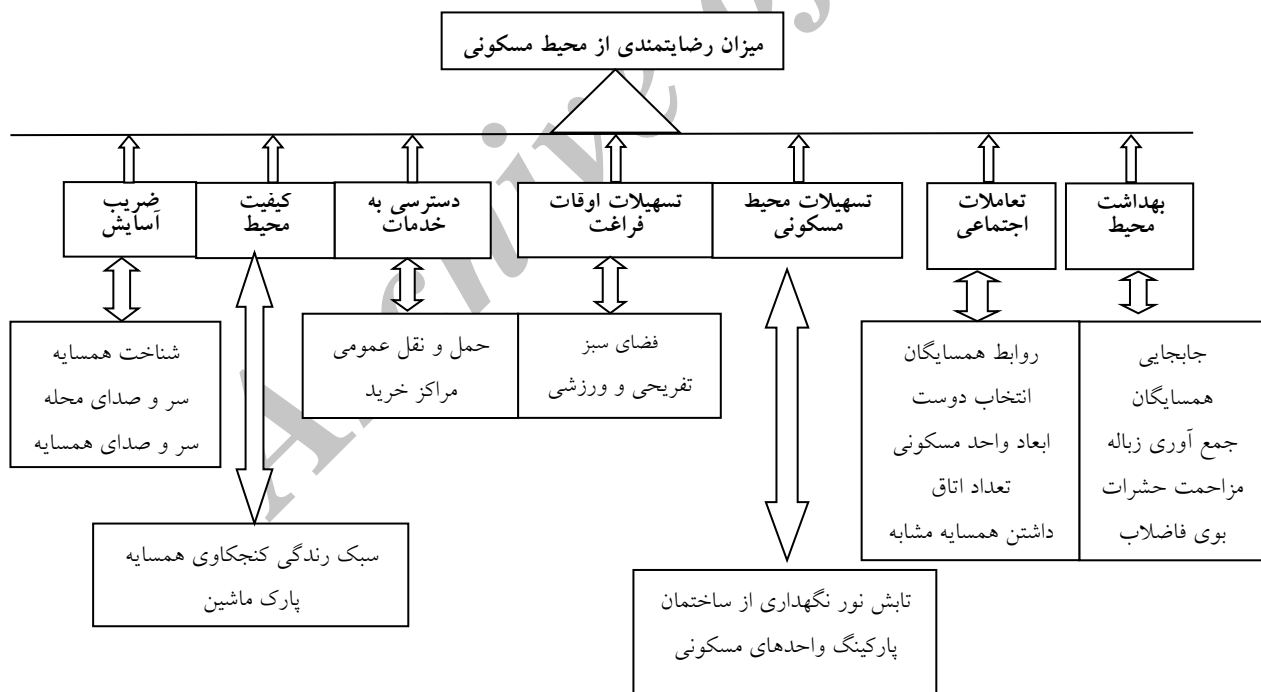 میزان رضایتمندی از محیط مسکونی
بهداشت
محیط
تعاملات
اجتماعی
تسهیلات محیط
مسکونی
تسهیلات اوقات
فراغت
دسترسی به
خدمات
کیفیت
محیط
ضریب
آسایش
جابجایی
همسایگان
جمع آوری زباله
مزاحمت حشرات
بوی فاضلاب
روابط همسایگان
انتخاب دوست
ابعاد واحد مسکونی
تعداد اتاق
داشتن همسایه مشابه
تابش نور نگهداری از ساختمان
پارکینگ واحدهای مسکونی
فضای سبز
تفریحی و ورزشی
حمل و نقل عمومی
مراکز خرید
سبک رندگی کنجکاوی همسایه
پارک ماشین
شناخت همسایه
سر و صدای محله
سر و صدای همسایه
Archive